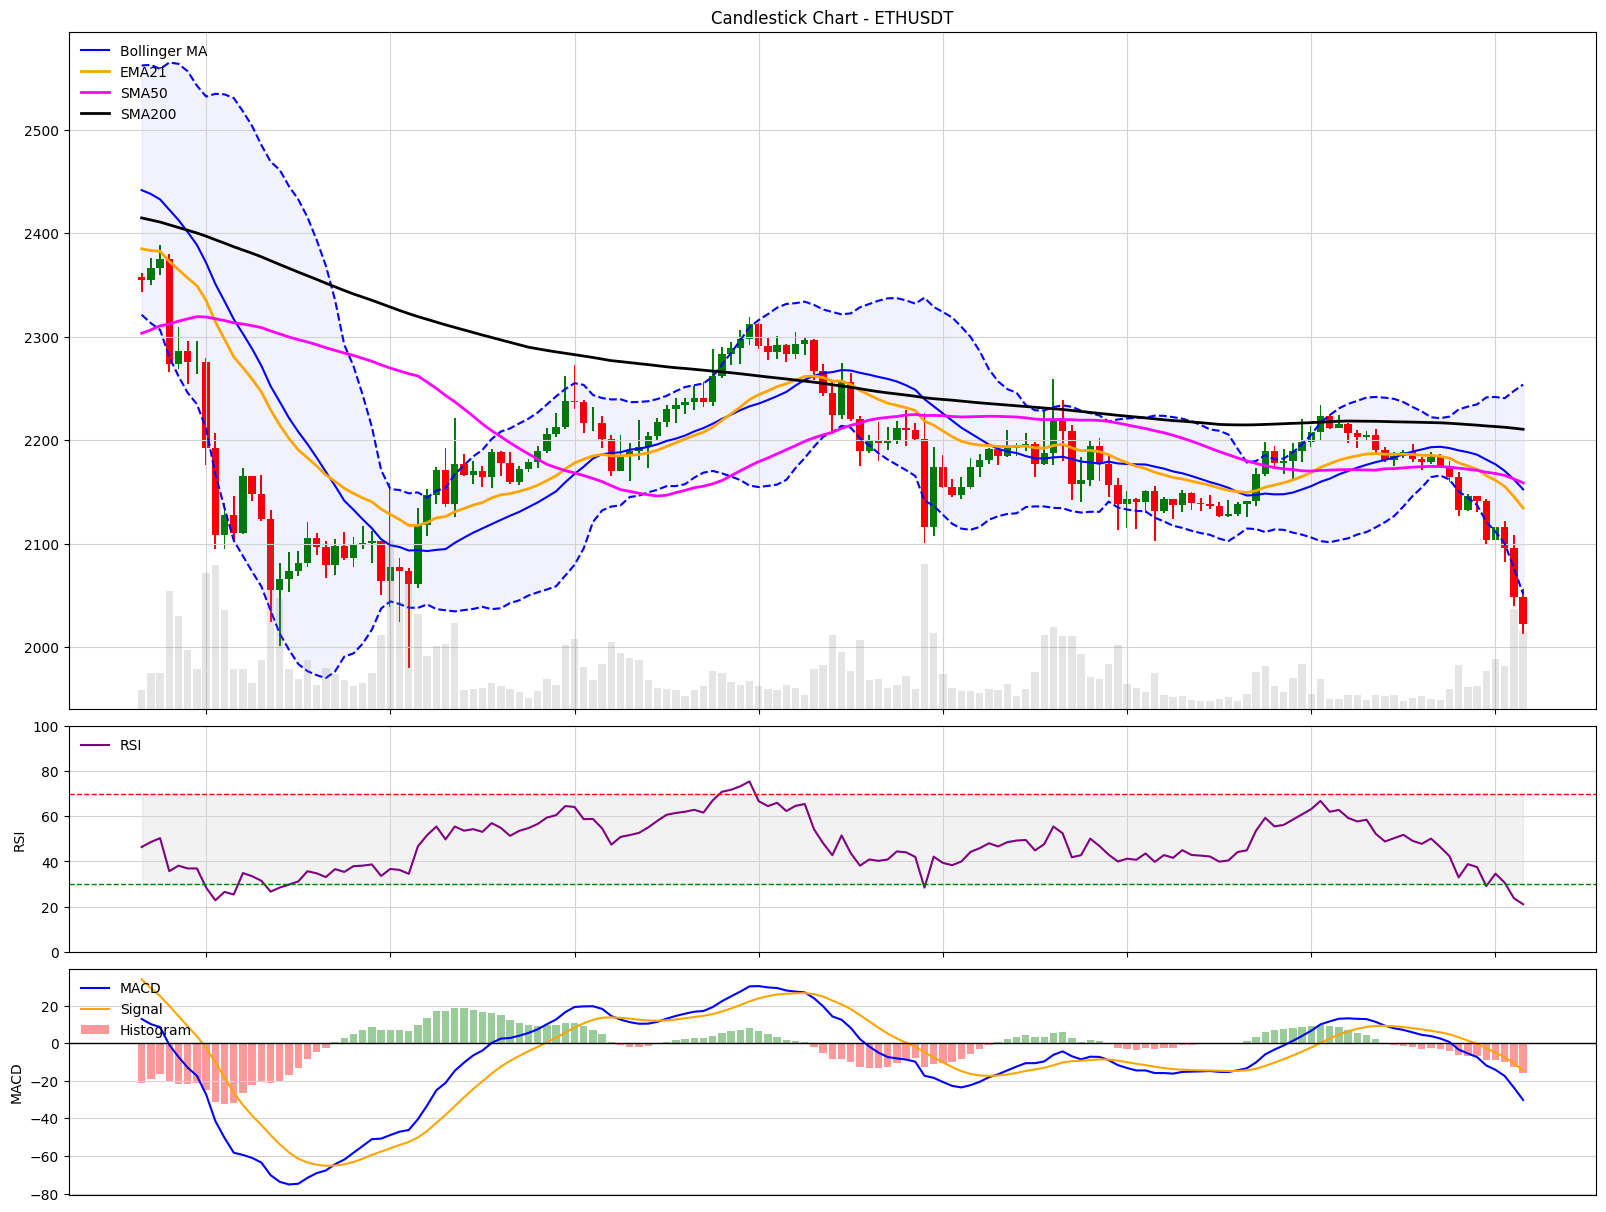 Candlestick Chart - ETHUSDT
Bollinger MA
EMA21
SMA50
SMA200
2500
2400
2300
2200
2100
2000
RSI
100
80
60
40
20
0
RSI
MACD
Signal
Histogram
20
0
−20
−40
−60
−80
MACD